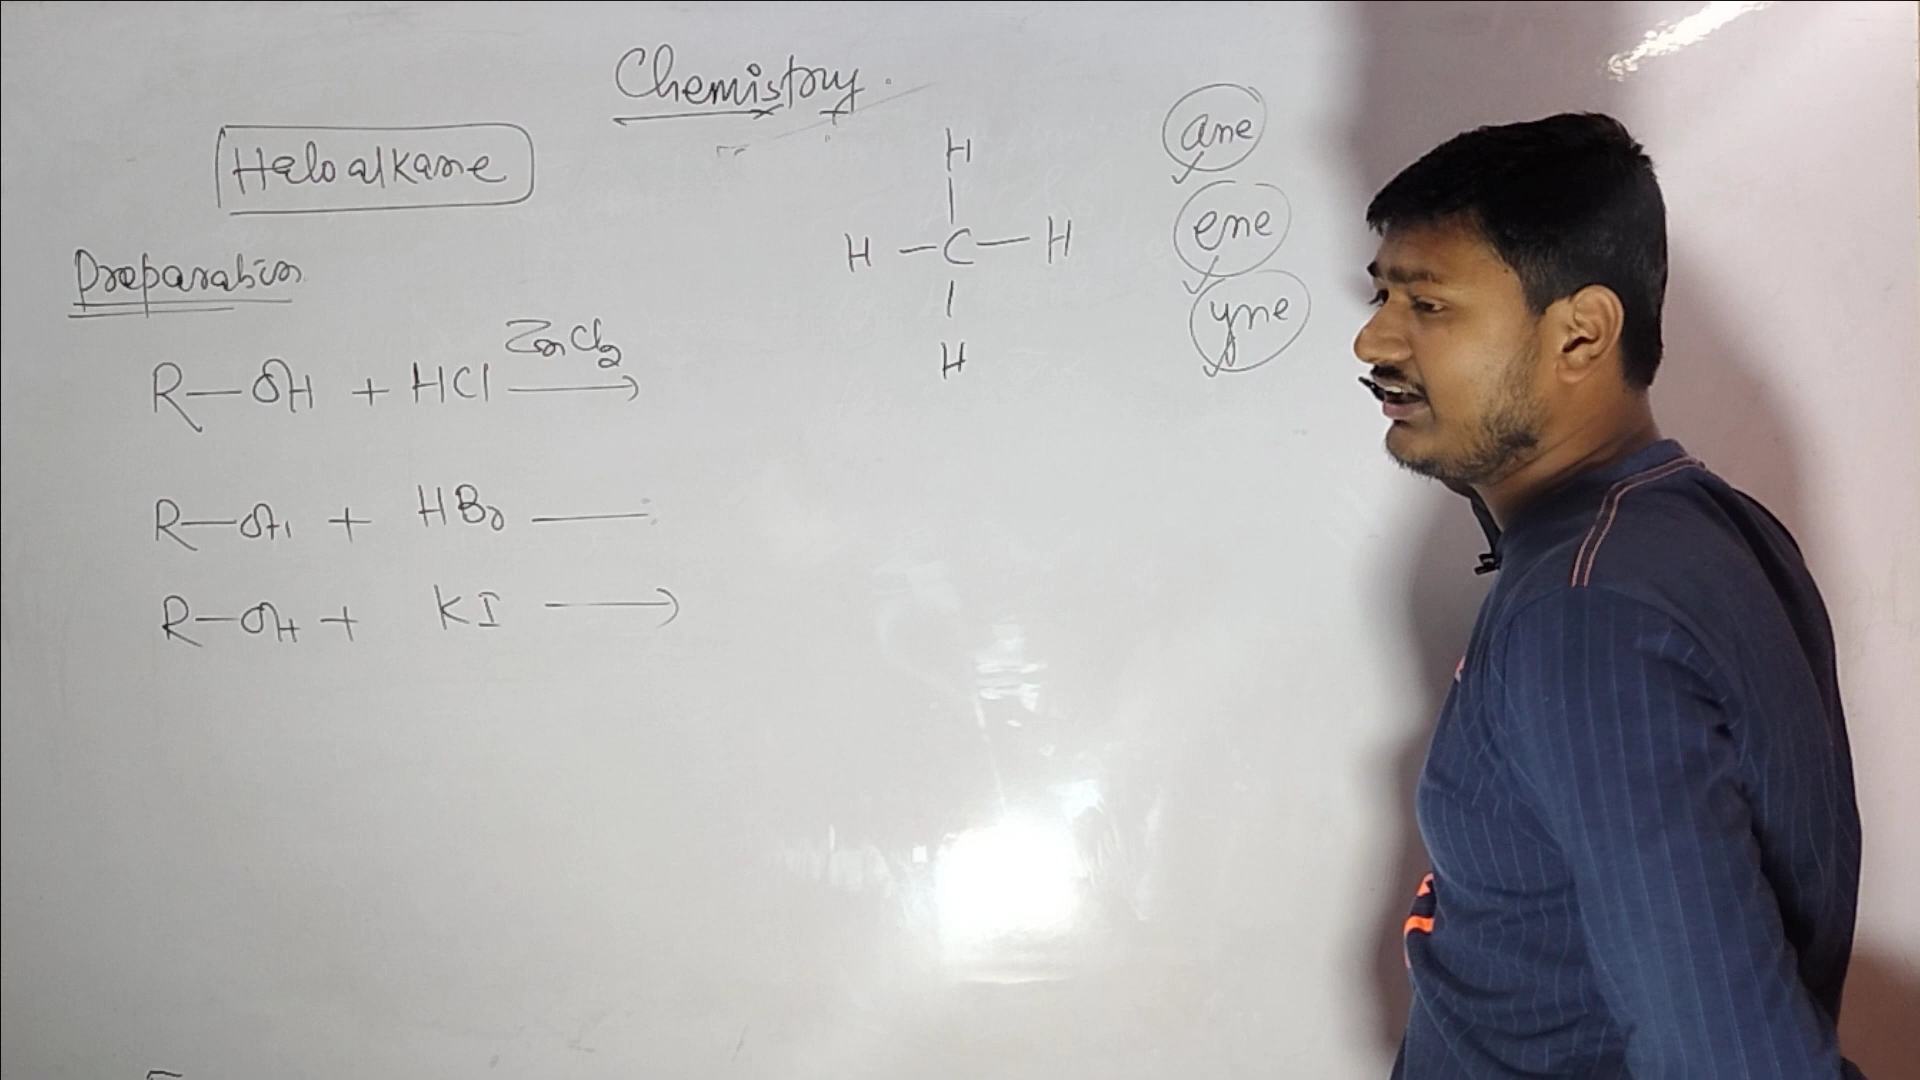 Chemistry.
Haloalkane
Preparation
R—OH + HCl ZnCl2 →
R—OH + HBr —
R—OH + KI →
H
|
H — C — H
|
H
ane
ene
yne